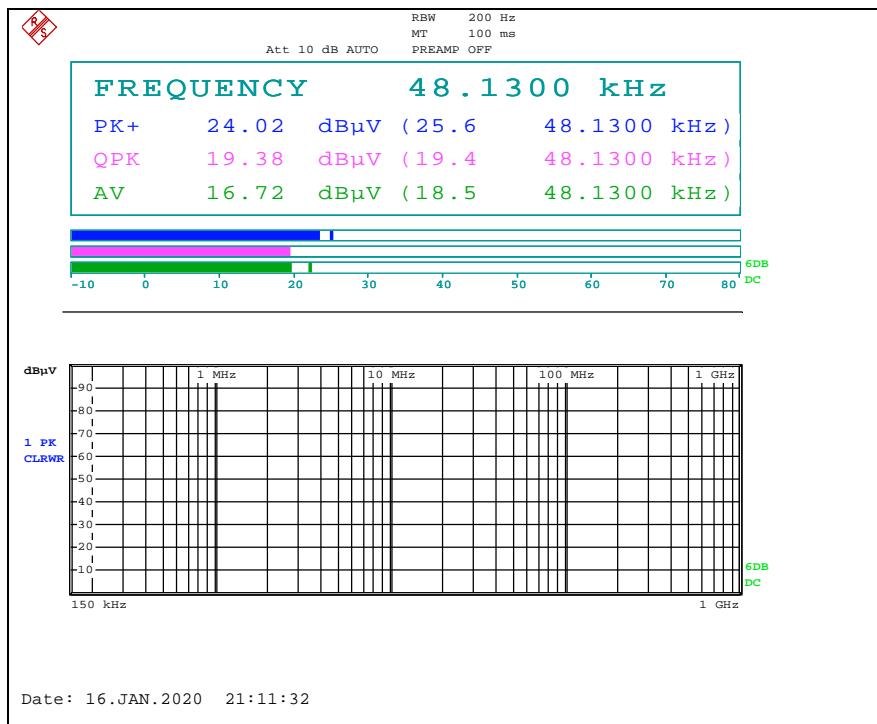 R S
RBW 200 Hz
MT 100 ms
Att 10 dB AUTO PREAMP OFF
FREQUENCY 48.1300 kHz
PK+ 24.02 dBµV (25.6 48.1300 kHz)
QPK 19.38 dBµV (19.4 48.1300 kHz)
AV 16.72 dBµV (18.5 48.1300 kHz)
6DB
DC
-10 0 10 20 30 40 50 60 70 80
dBµV
1 MHz 10 MHz 100 MHz 1 GHz
90
80
70
1 PK
CLRWR
60
50
40
30
20
10
6DB
DC
150 kHz 1 GHz
Date: 16.JAN.2020 21:11:32